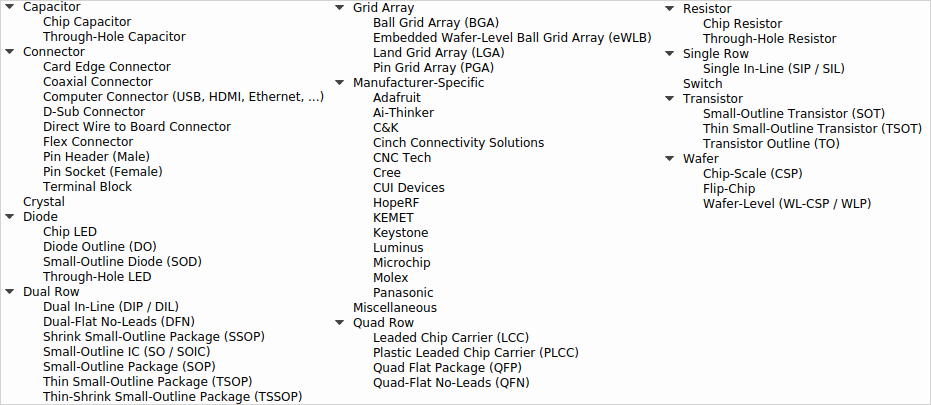 Capacitor
Chip Capacitor
Through-Hole Capacitor
Connector
Card Edge Connector
Coaxial Connector
Computer Connector (USB, HDMI, Ethernet, ...)
D-Sub Connector
Direct Wire to Board Connector
Flex Connector
Pin Header (Male)
Pin Socket (Female)
Terminal Block
Crystal
Diode
Chip LED
Diode Outline (DO)
Small-Outline Diode (SOD)
Through-Hole LED
Dual Row
Dual In-Line (DIP / DIL)
Dual-Flat No-Leads (DFN)
Shrink Small-Outline Package (SSOP)
Small-Outline IC (SO / SOIC)
Small-Outline Package (SOP)
Thin Small-Outline Package (TSOP)
Thin-Shrink Small-Outline Package (TSSOP)
Grid Array
Ball Grid Array (BGA)
Embedded Wafer-Level Ball Grid Array (eWLB)
Land Grid Array (LGA)
Pin Grid Array (PGA)
Manufacturer-Specific
Adafruit
Ai-Thinker
C&K
Cinch Connectivity Solutions
CNC Tech
Cree
CUI Devices
HopeRF
KEMET
Keystone
Luminus
Microchip
Molex
Panasonic
Miscellaneous
Quad Row
Leaded Chip Carrier (LCC)
Plastic Leaded Chip Carrier (PLCC)
Quad Flat Package (QFP)
Quad-Flat No-Leads (QFN)
Resistor
Chip Resistor
Through-Hole Resistor
Single Row
Single In-Line (SIP / SIL)
Switch
Transistor
Small-Outline Transistor (SOT)
Thin Small-Outline Transistor (TSOT)
Transistor Outline (TO)
Wafer
Chip-Scale (CSP)
Flip-Chip
Wafer-Level (WL-CSP / WLP)